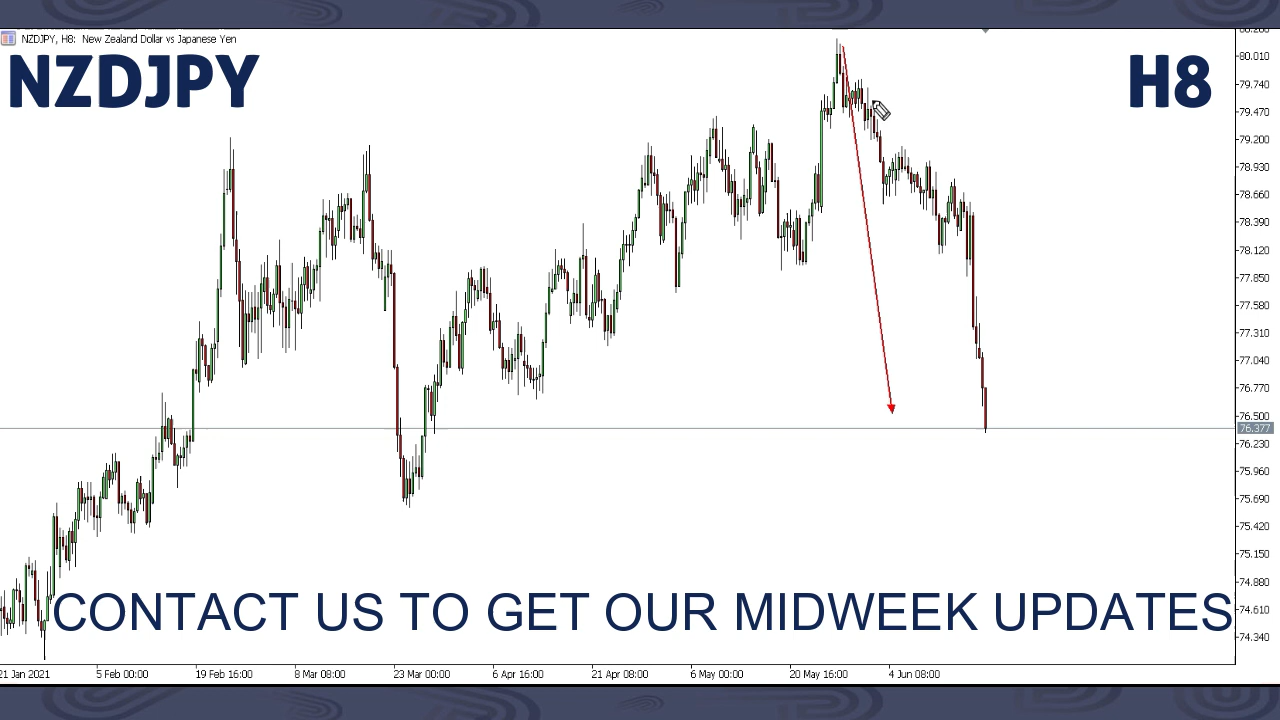 NZDJPY, H8: New Zealand Dollar vs Japanese Yen
NZDJPY
H8
80.010
79.740
79.470
79.200
78.930
78.660
78.390
78.120
77.850
77.580
77.310
77.040
76.770
76.500
76.377
76.230
75.960
75.690
75.420
75.150
74.880
74.610
74.340
CONTACT US TO GET OUR MIDWEEK UPDATES
21 Jan 2021
5 Feb 00:00
19 Feb 16:00
8 Mar 08:00
23 Mar 00:00
6 Apr 16:00
21 Apr 08:00
6 May 00:00
20 May 16:00
4 Jun 08:00